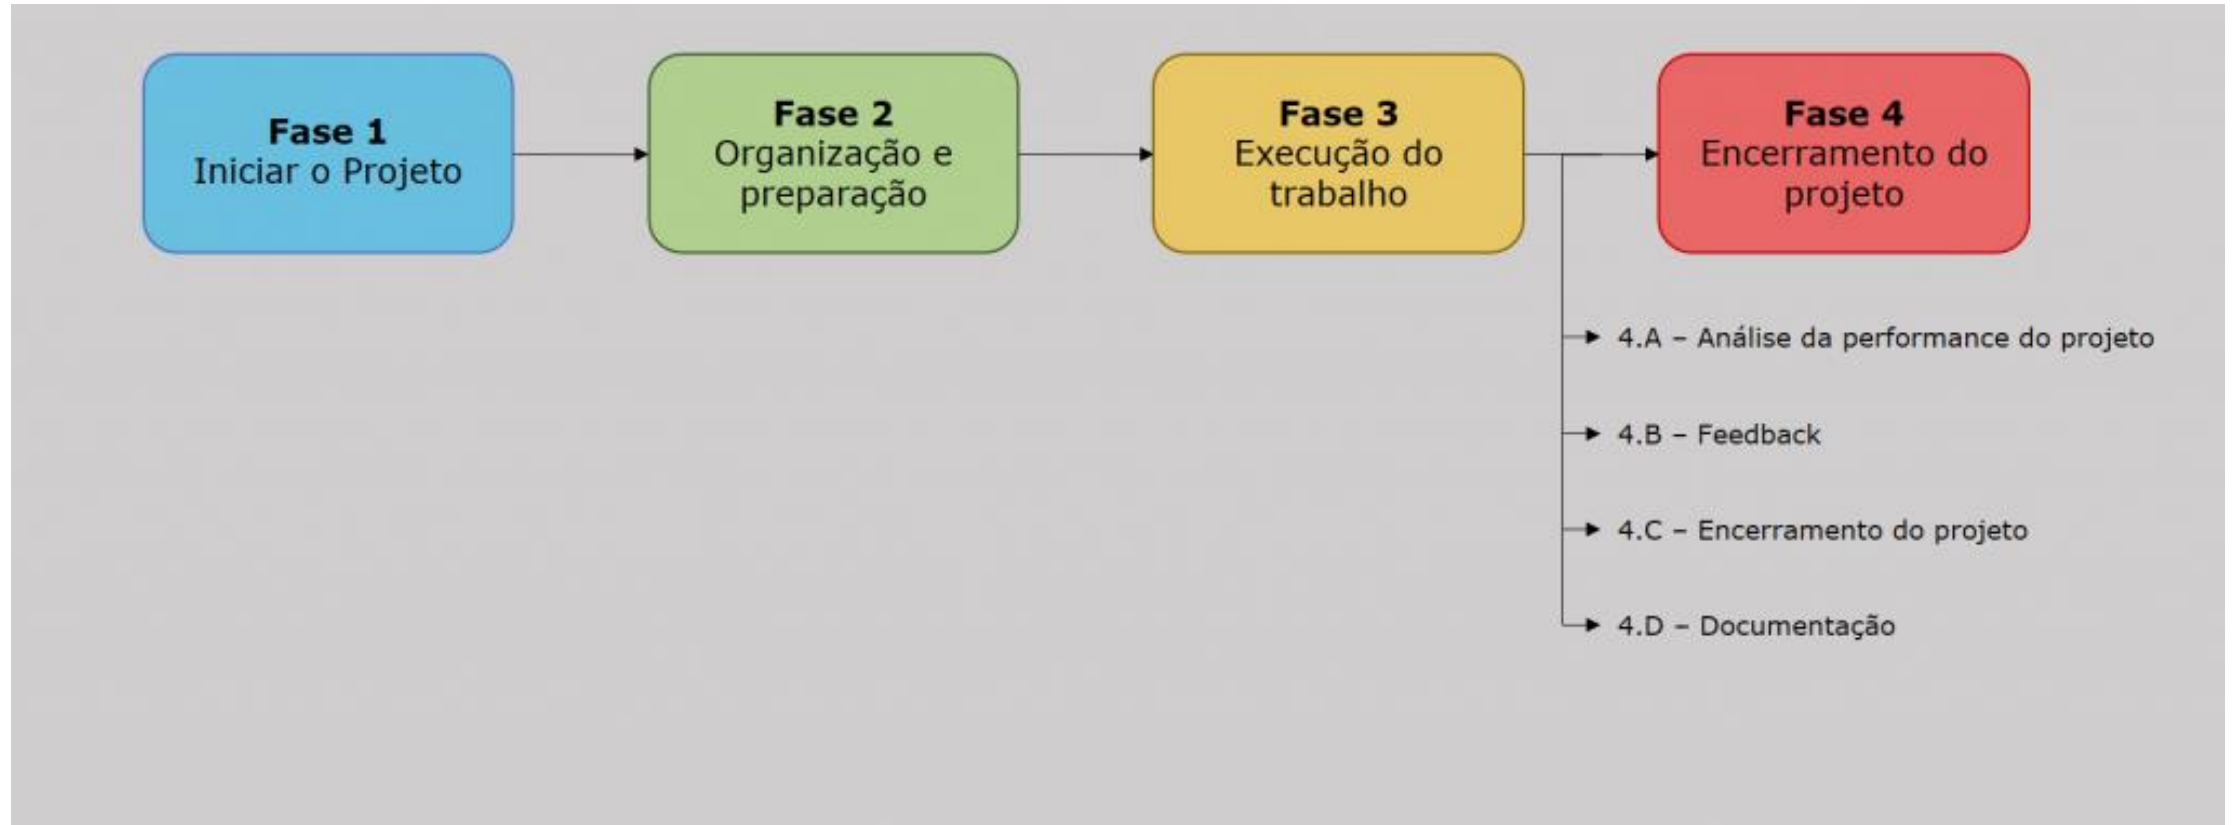 Fase 1
Iniciar o Projeto
Fase 2
Organização e
preparação
Fase 3
Execução do
trabalho
Fase 4
Encerramento do
projeto
4.A – Análise da performance do projeto
4.B – Feedback
4.C – Encerramento do projeto
4.D – Documentação